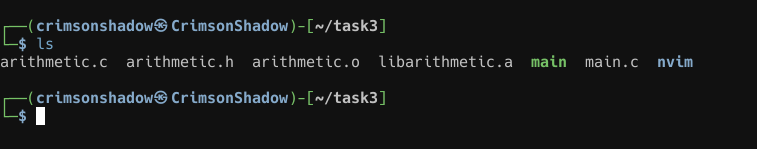 ┌──(crimsonshadow㉿CrimsonShadow)-[~/task3]
└─$ ls
arithmetic.c  arithmetic.h  arithmetic.o  libarithmetic.a  main  main.c  nvim
┌──(crimsonshadow㉿CrimsonShadow)-[~/task3]
└─$